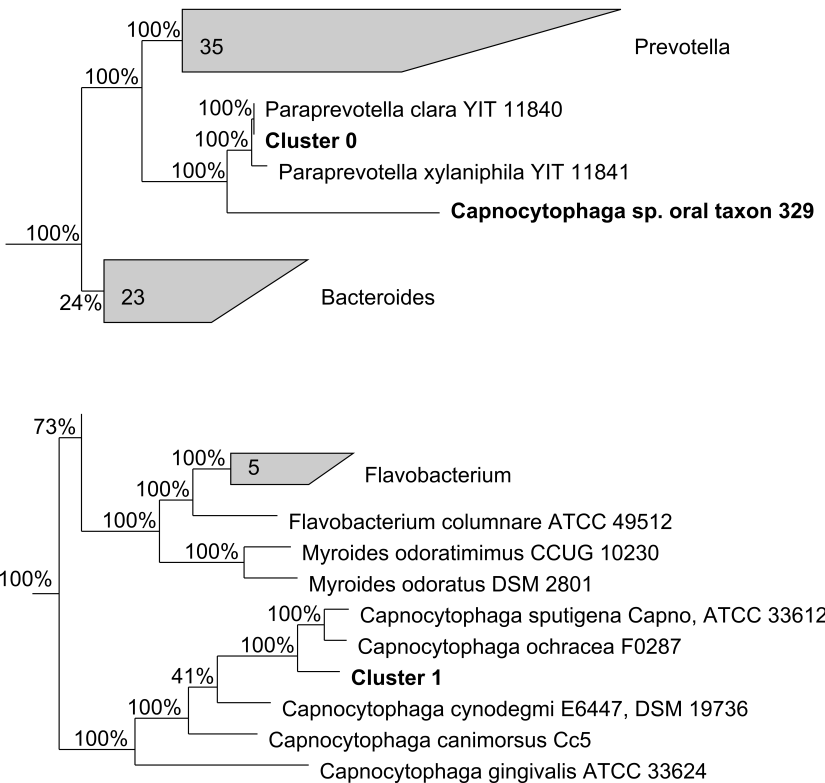 100%
35
Prevotella
100%
100%
Paraprevotella clara YIT 11840
100%
Cluster 0
100%
Paraprevotella xylaniphila YIT 11841
Capnocytophaga sp. oral taxon 329
100%
24%
23
Bacteroides
73%
100%
5
Flavobacterium
100%
100%
Flavobacterium columnare ATCC 49512
100%
Myroides odoratimimus CCUG 10230
Myroides odoratus DSM 2801
100%
100%
Capnocytophaga sputigena Capno, ATCC 33612
100%
Capnocytophaga ochracea F0287
41%
Cluster 1
100%
Capnocytophaga cynodegmi E6447, DSM 19736
100%
Capnocytophaga canimorsus Cc5
Capnocytophaga gingivalis ATCC 33624